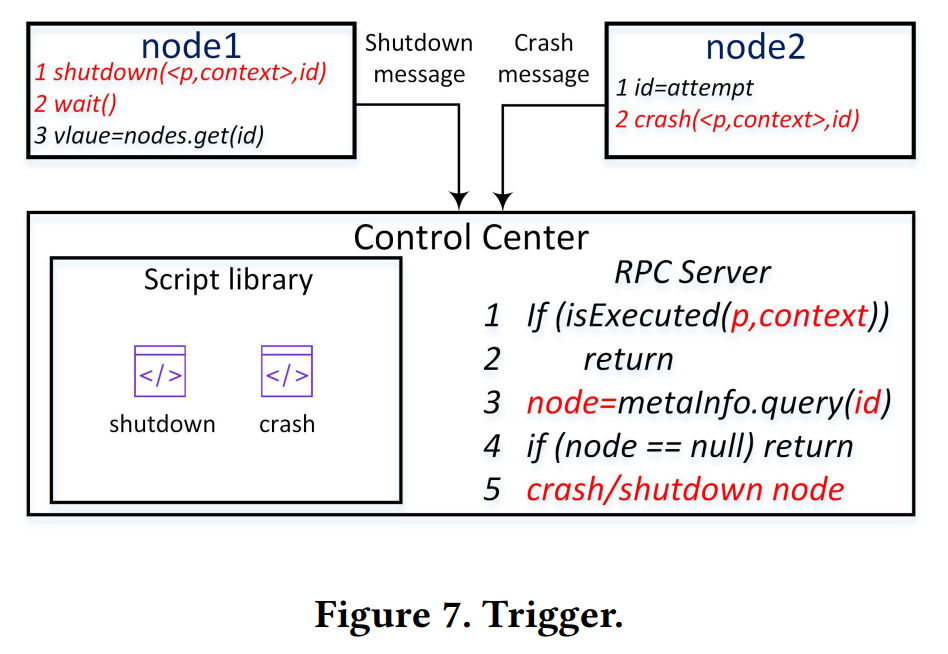 node1
1 shutdown(<p,context>,id)
2 wait()
3 vlaue=nodes.get(id)
Shutdown
message
Crash
message
node2
1 id=attempt
2 crash(<p,context>,id)
Control Center
Script library
</>
</>
shutdown
crash
RPC Server
1 If (isExecuted(p,context))
2 return
3 node=metaInfo.query(id)
4 if (node == null) return
5 crash/shutdown node
Figure 7. Trigger.